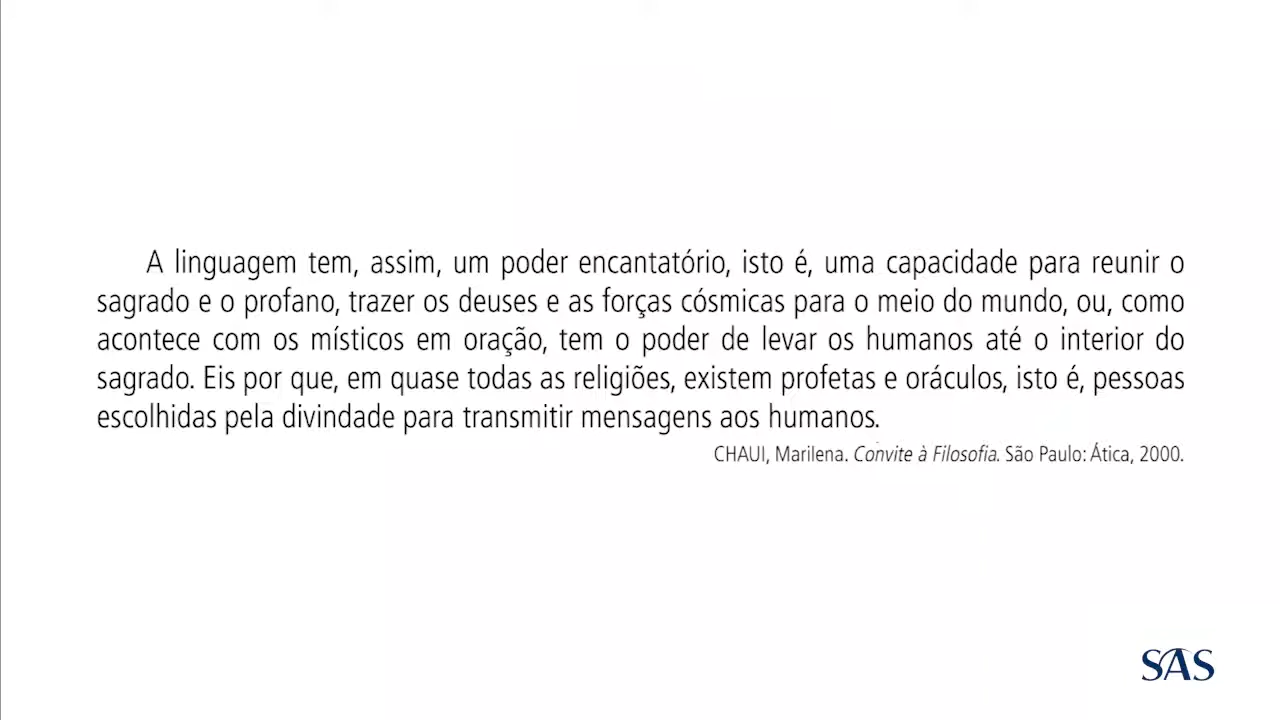 A linguagem tem, assim, um poder encantatório, isto é, uma capacidade para reunir o
sagrado e o profano, trazer os deuses e as forças cósmicas para o meio do mundo, ou, como
acontece com os místicos em oração, tem o poder de levar os humanos até o interior do
sagrado. Eis por que, em quase todas as religiões, existem profetas e oráculos, isto é, pessoas
escolhidas pela divindade para transmitir mensagens aos humanos.
CHAUI, Marilena. Convite à Filosofia. São Paulo: Ática, 2000.
SAS